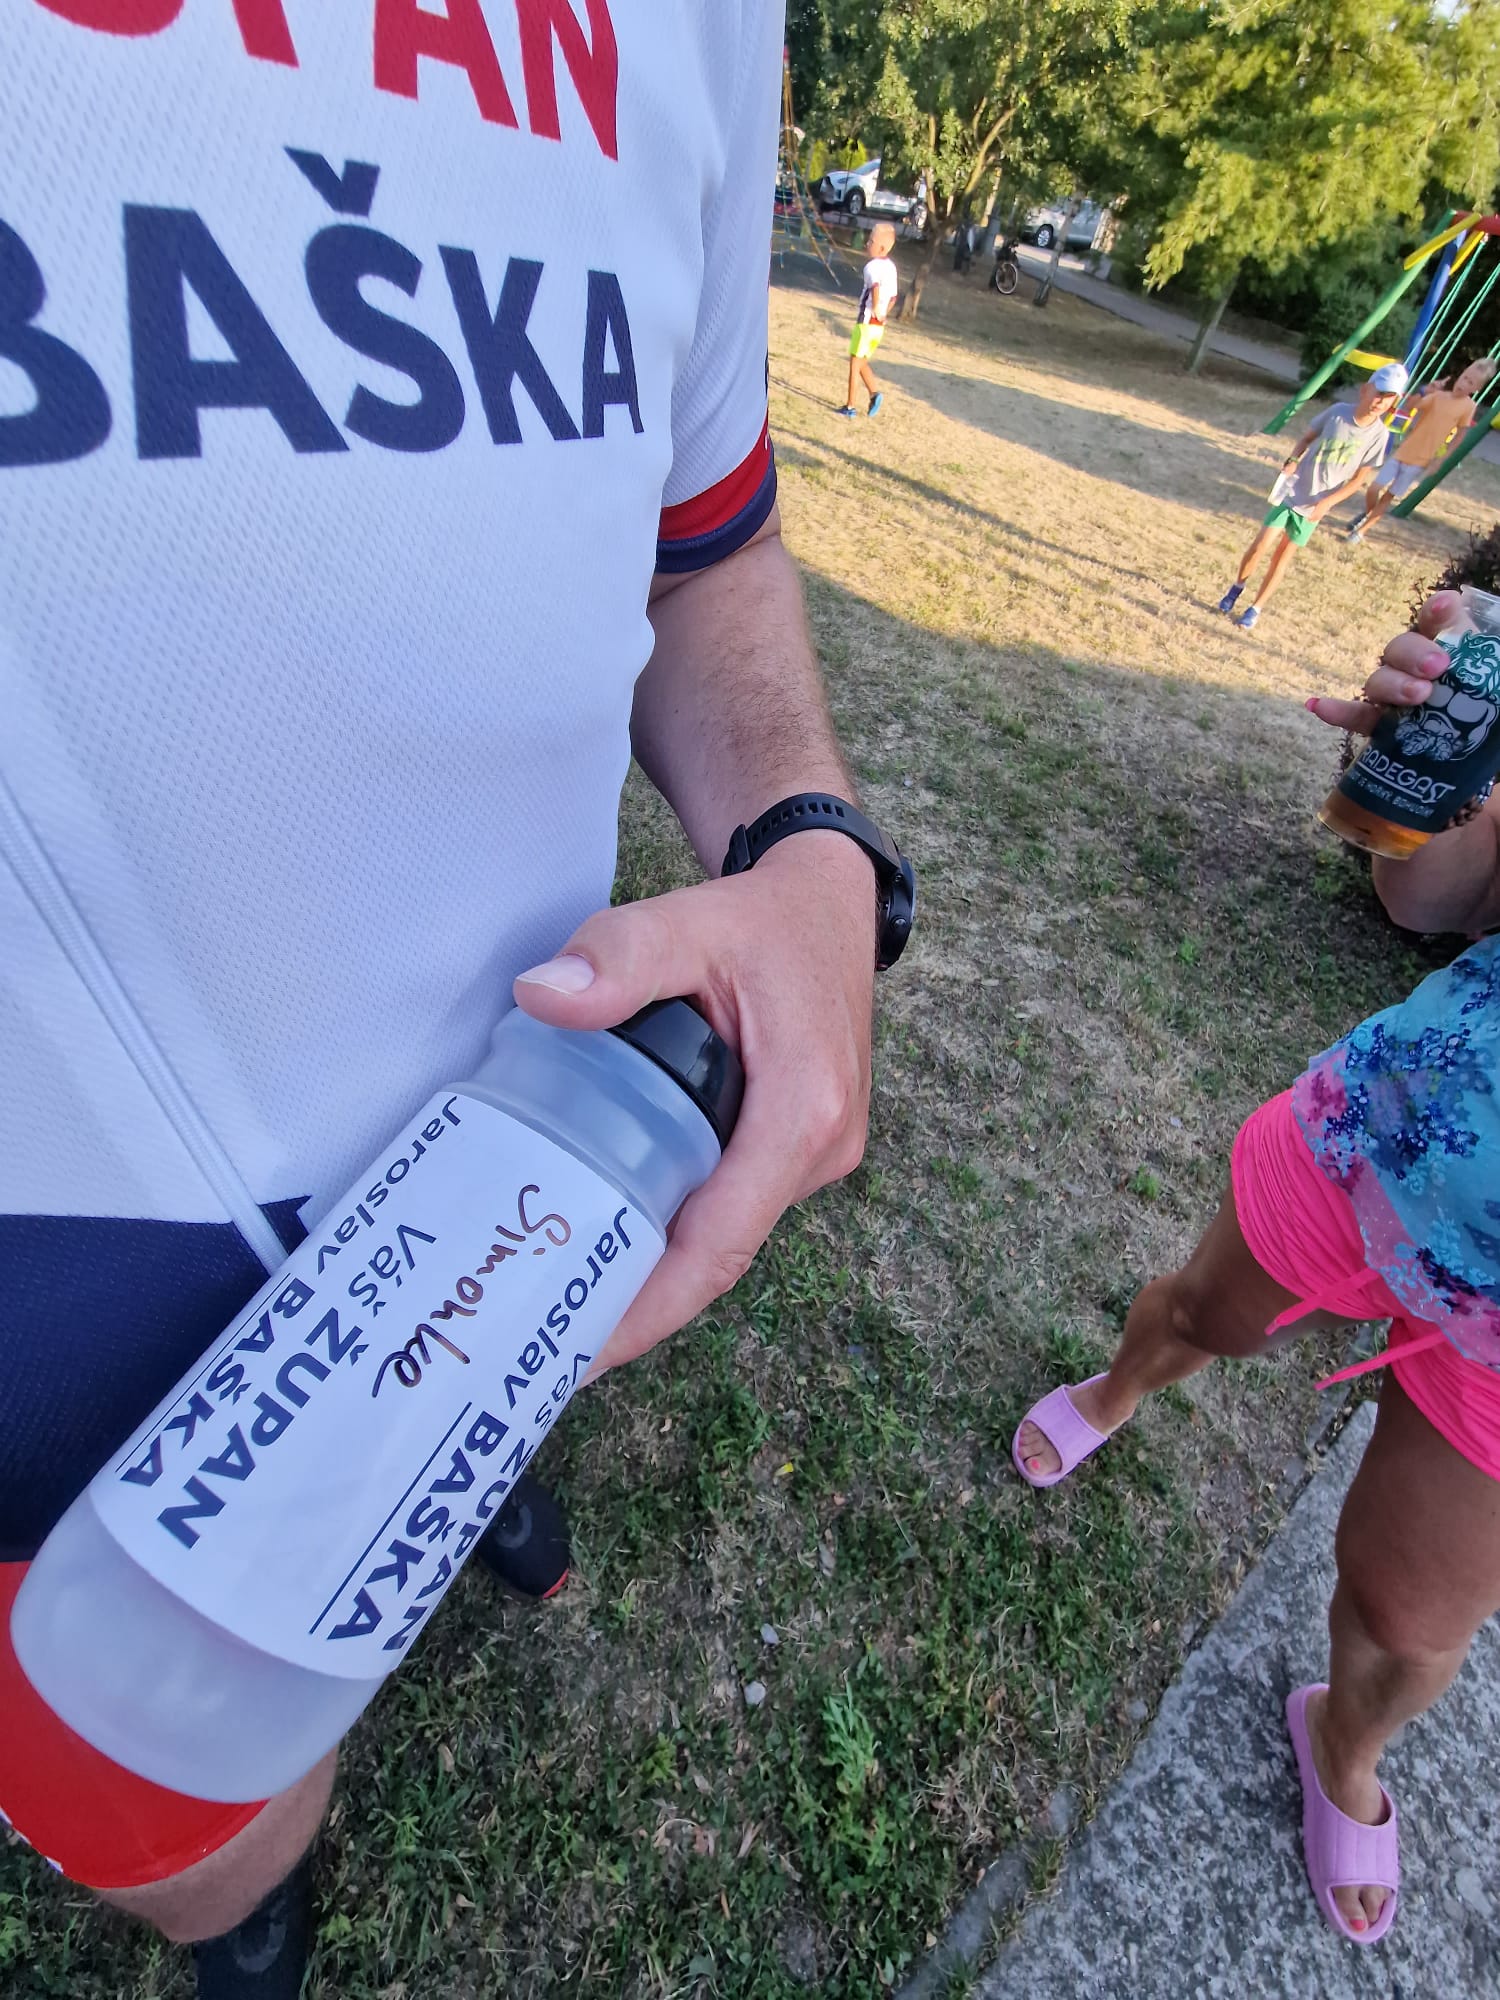 ŽUPAN
BAŠKA
Jaroslav BAŠKA
Váš ŽUPAN
Simonke
Jaroslav BAŠKA
Váš ŽUPAN
RADEGAST